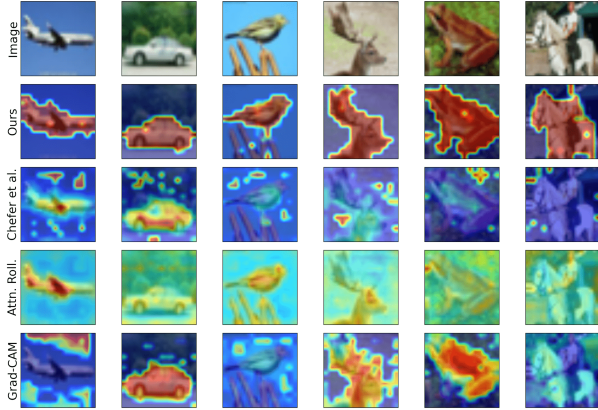 Image
Ours
Chefer et al.
Attn. Roll.
Grad-CAM